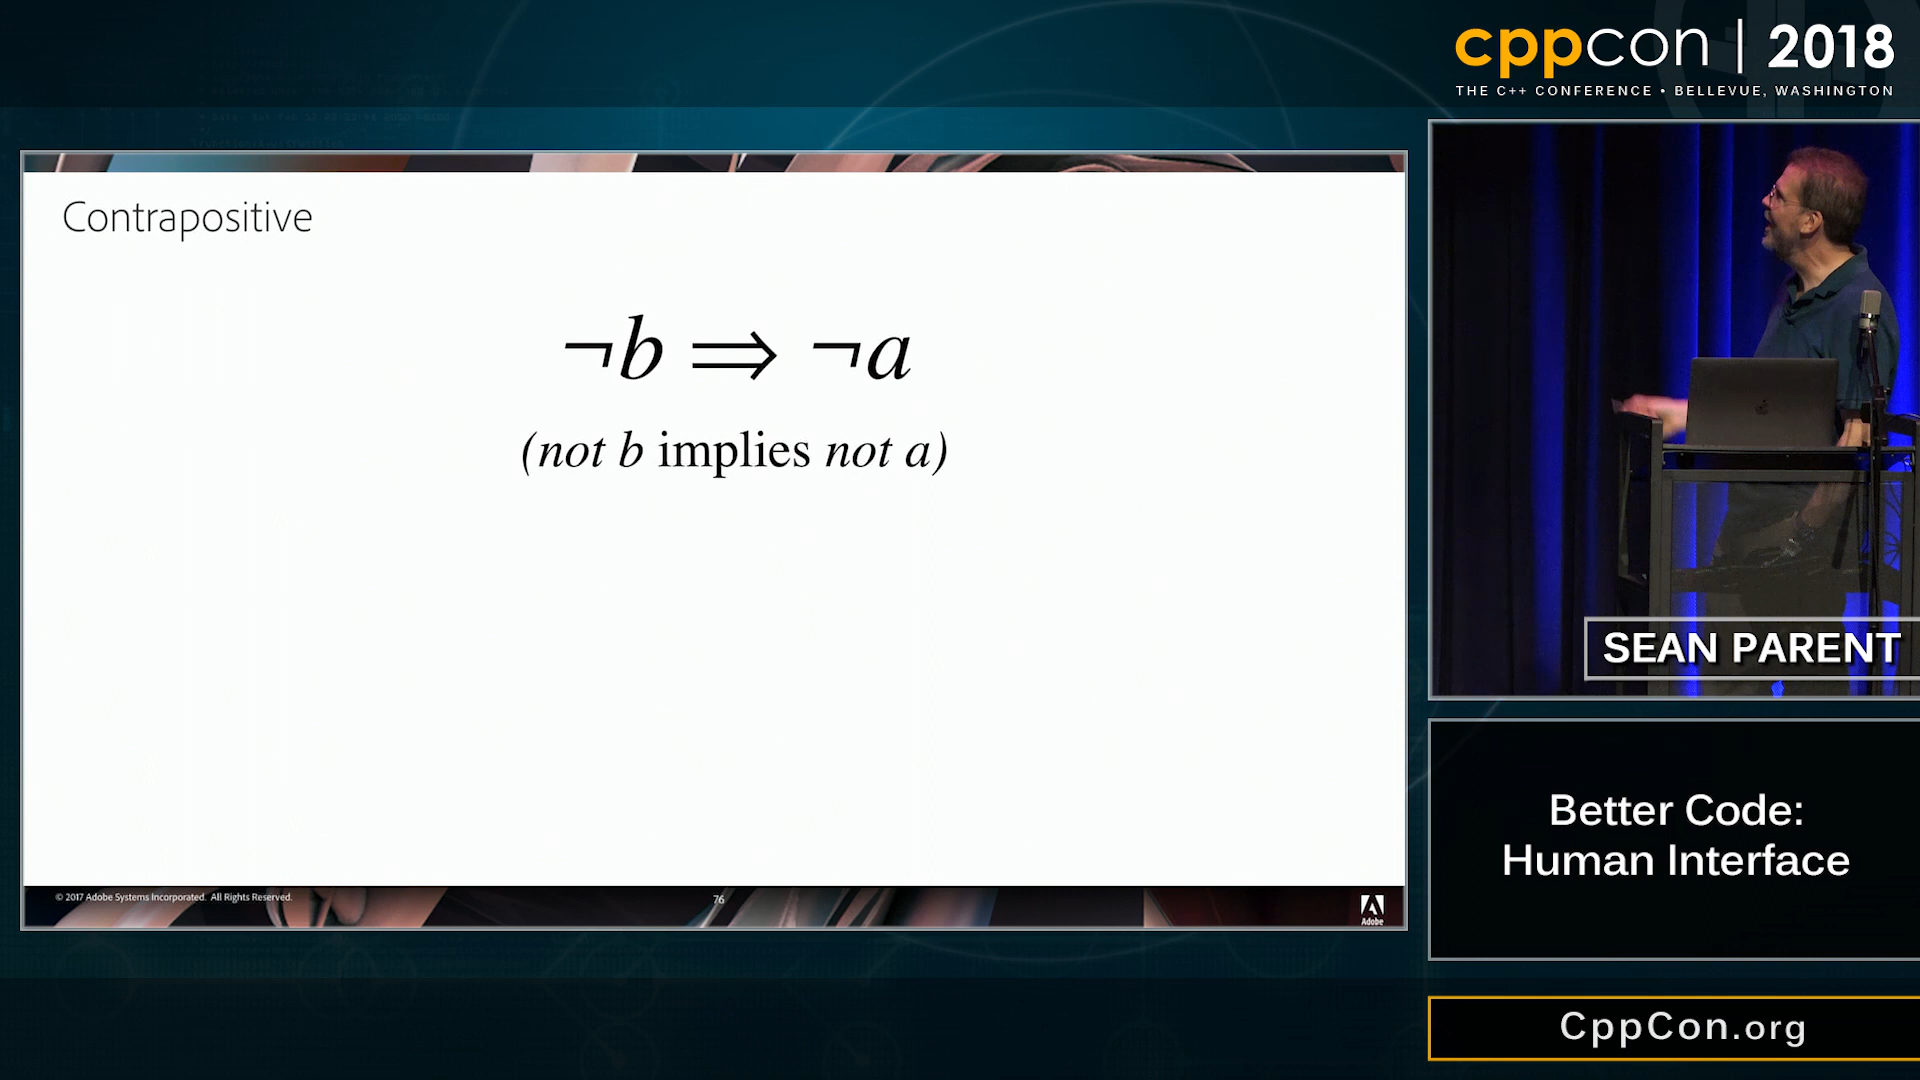 cppcon | 2018
THE C++ CONFERENCE • BELLEVUE, WASHINGTON
Contrapositive
¬b ⟹ ¬a
(not b implies not a)
© 2017 Adobe Systems Incorporated. All Rights Reserved.
76
Adobe
SEAN PARENT
Better Code:
Human Interface
CppCon.org